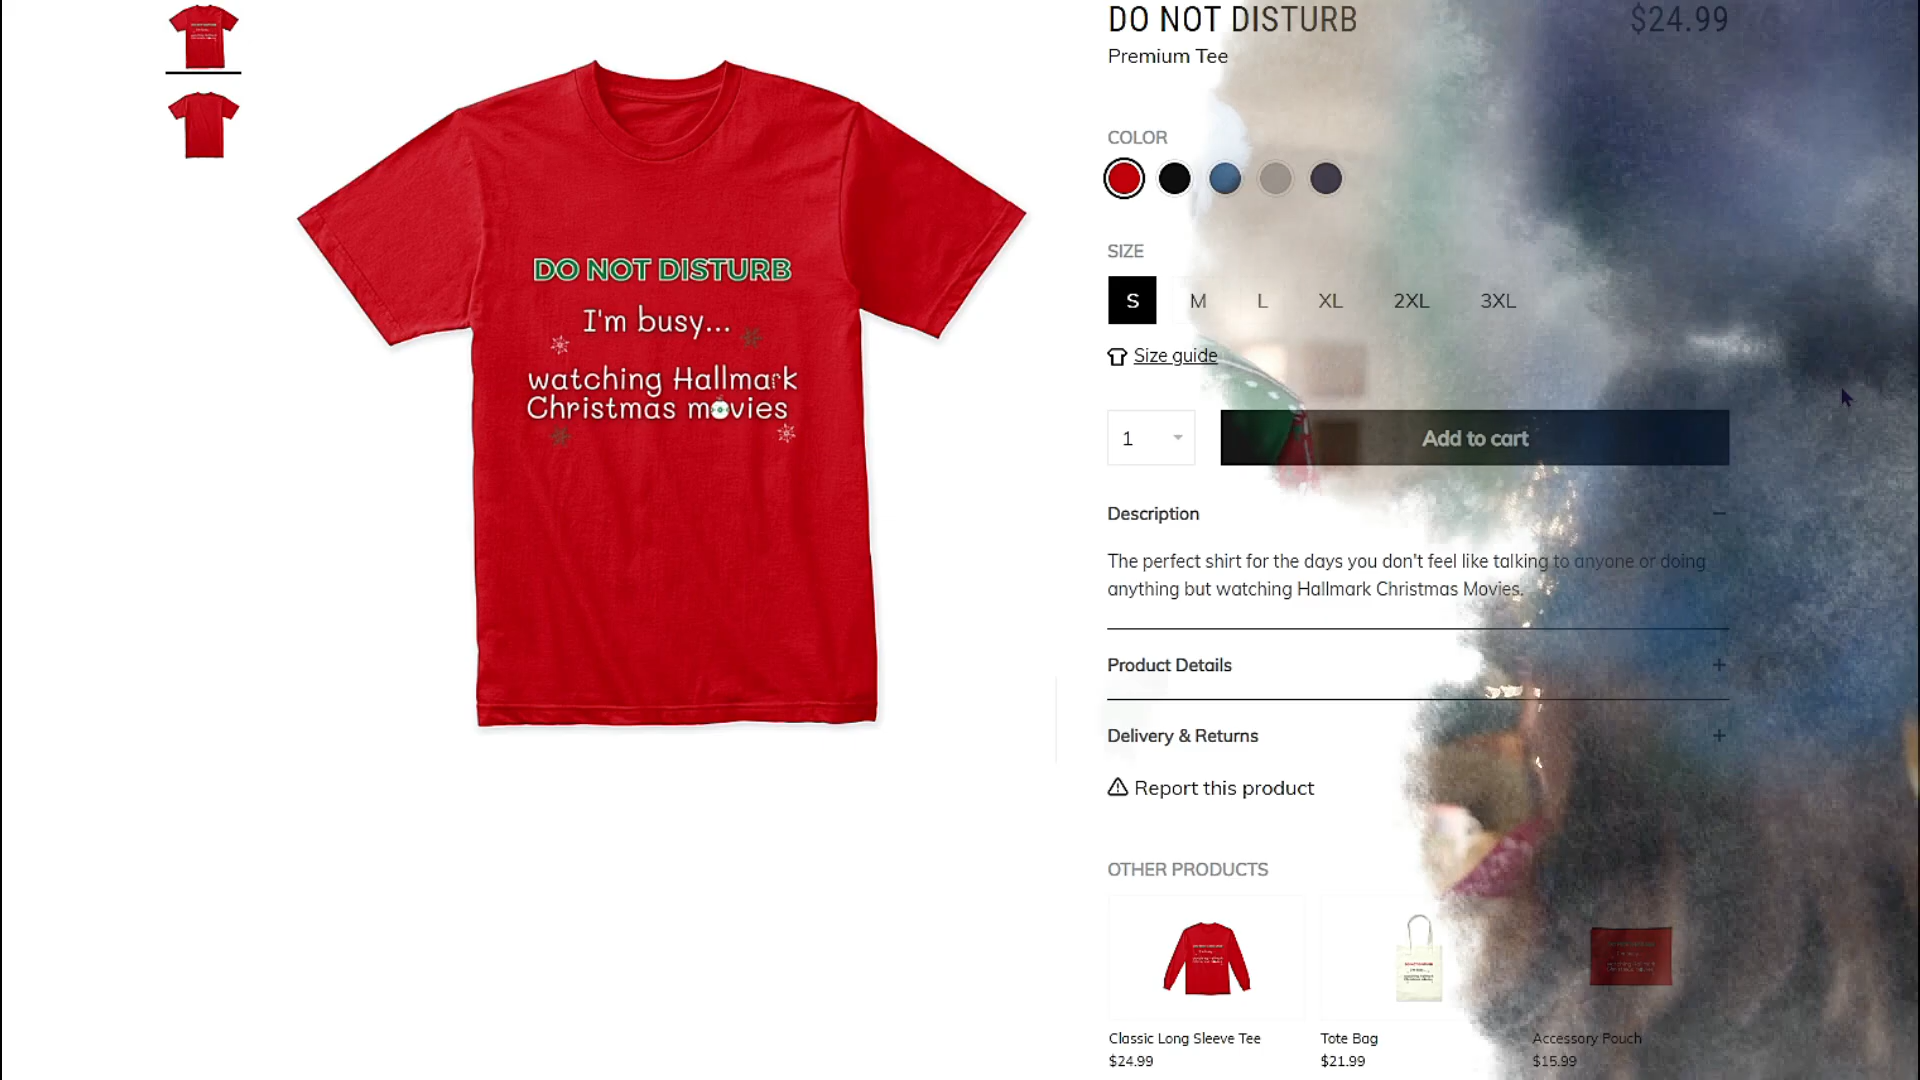 DO NOT DISTURB
I'm busy...
watching Hallmark
Christmas movies
DO NOT DISTURB
$24.99
Premium Tee
COLOR
SIZE
S M L XL 2XL 3XL
Size guide
1
Add to cart
Description
The perfect shirt for the days you don't feel like talking to anyone or doing
anything but watching Hallmark Christmas Movies.
Product Details
Delivery & Returns
Report this product
OTHER PRODUCTS
Classic Long Sleeve Tee
$24.99
Tote Bag
$21.99
Accessory Pouch
$15.99